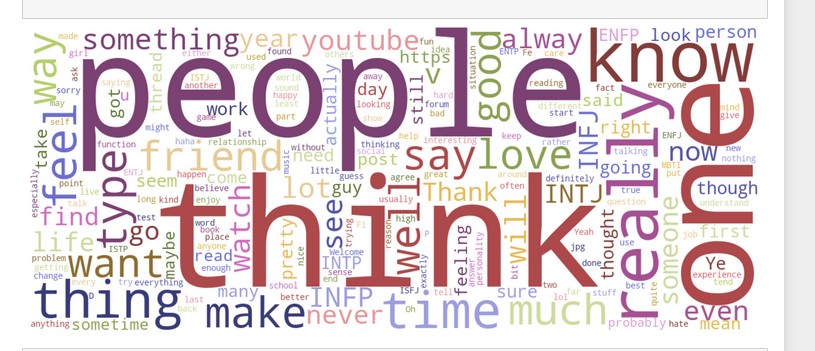 made
something
year
youtube
fun
alway
ENFP
look
person
girl
either
found
others
idea
ENTP
Fe
care
way
people
know
used
https
good
wrong
ask
saying
ISTJ
another
world
sound
happy
least
part
actually
away
looking
show
v
day
still
hard
forum
bad
situation
reading
fact
everyone
different
start
said
sorry
may
self
got
u
thread
work
game
might
let
haha
relationship
without
thinking
social
post
help
interesting
keep
rather
INFJ
right
talking
ENFJ
MBTI
put
now
new
nothing
mind
give
one
take
feel
function
friend
need
music
say
love
really
going
especially
type
ENTJ
seem
happen
come
believe
little
guess
agree
great
around
definitely
point
live
long
kind
enjoy
watch
lot
guy
usually
Thank
often
INTJ
true
question
though
understand
find
talk
life
test
go
word
book
place
think
see
trying
Fi
well
high
reason
P
will
Yeah
thought
someone
job
first
problem
ISTP
want
maybe
anyone
read
enough
pretty
nice
Welcome
INTP
sense
end
exactly
feeling
answer
personality
bit
jpg
done
use
Ye
experience
tend
getting
change
every
D
try
everything
school
many
INFP
ISFJ
tell
two
sure
far
stuff
best
quite
thing
last
back
make
better
never
Oh
time
lol
much
even
anything
sometime
probably
hate
mean